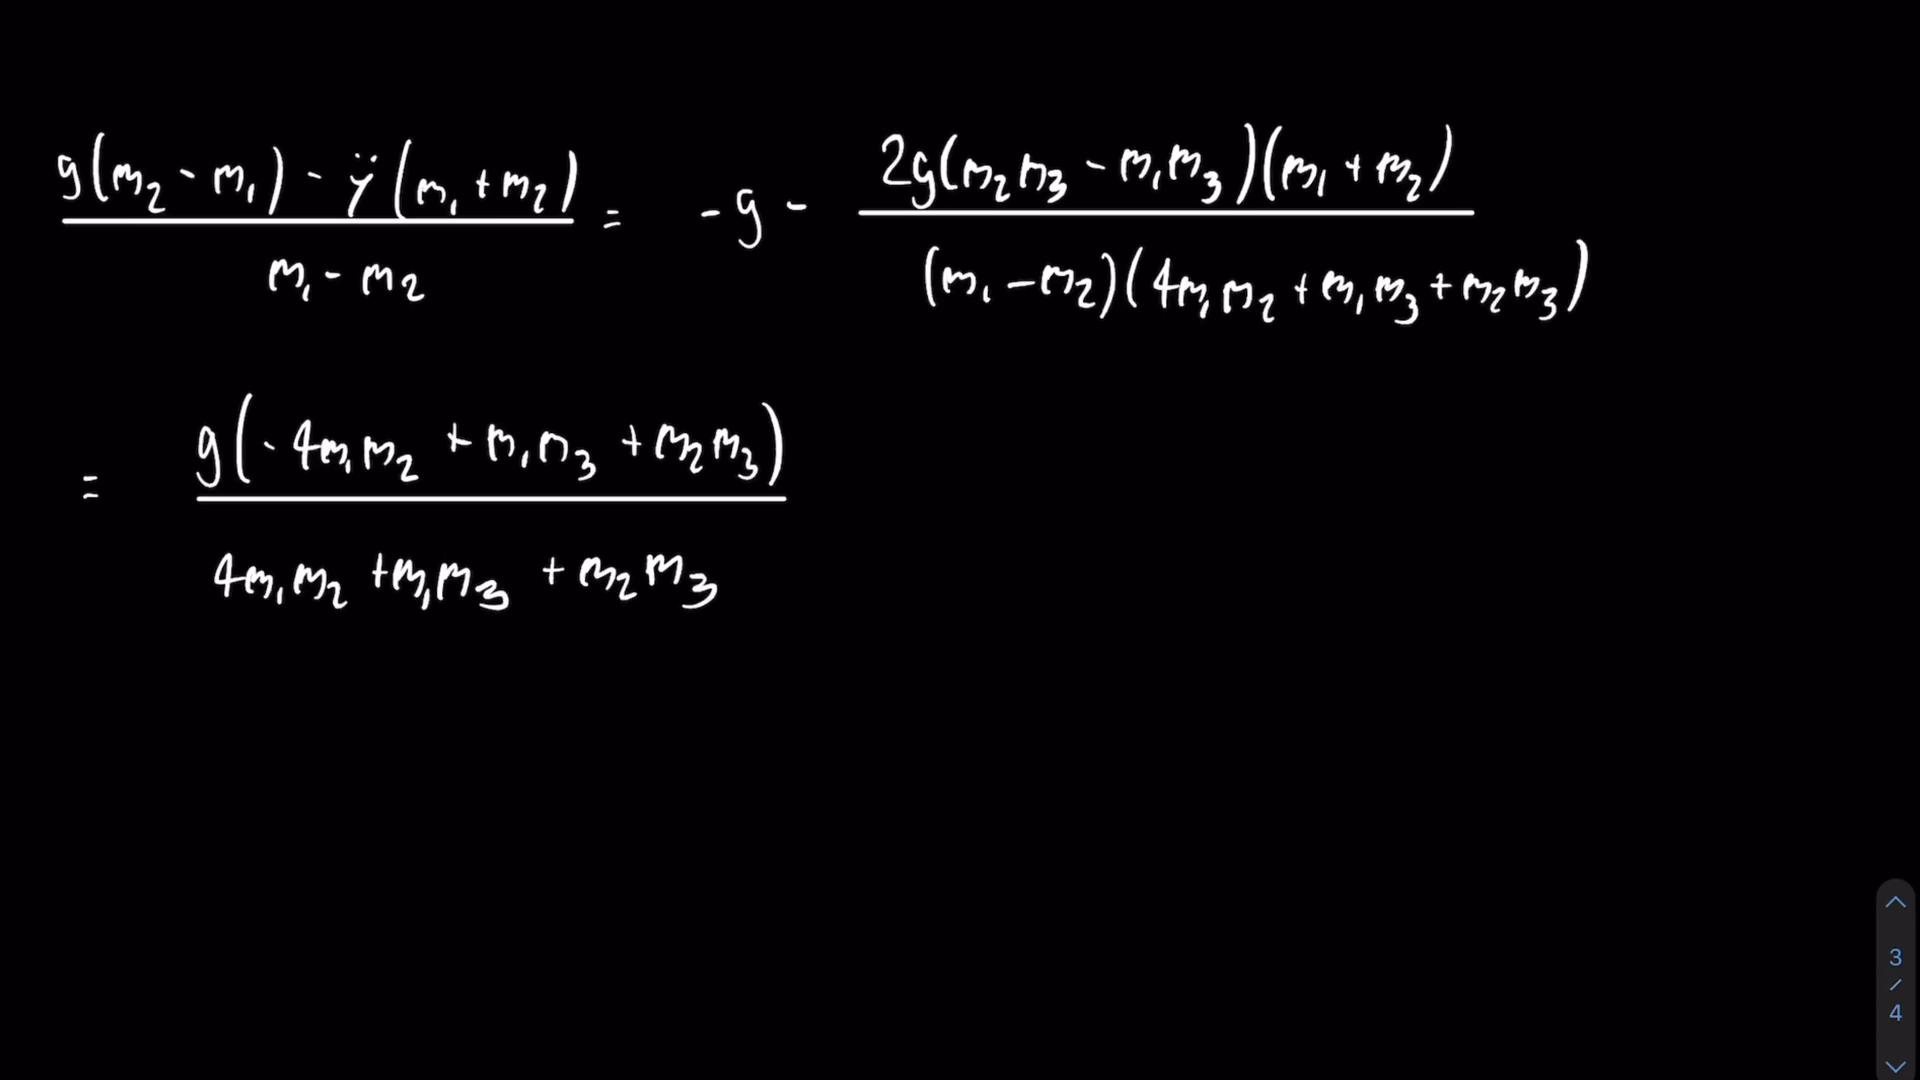 g(m₂ - m₁) - ÿ(m₁ + m₂) / m₁ - m₂ = -g - 2g(m₂m₃ - m₁m₃)(m₁ + m₂) / (m₁ - m₂)(4m₁m₂ + m₁m₃ + m₂m₃)
= g(-4m₁m₂ + m₁m₃ + m₂m₃) / 4m₁m₂ + m₁m₃ + m₂m₃
3
/
4